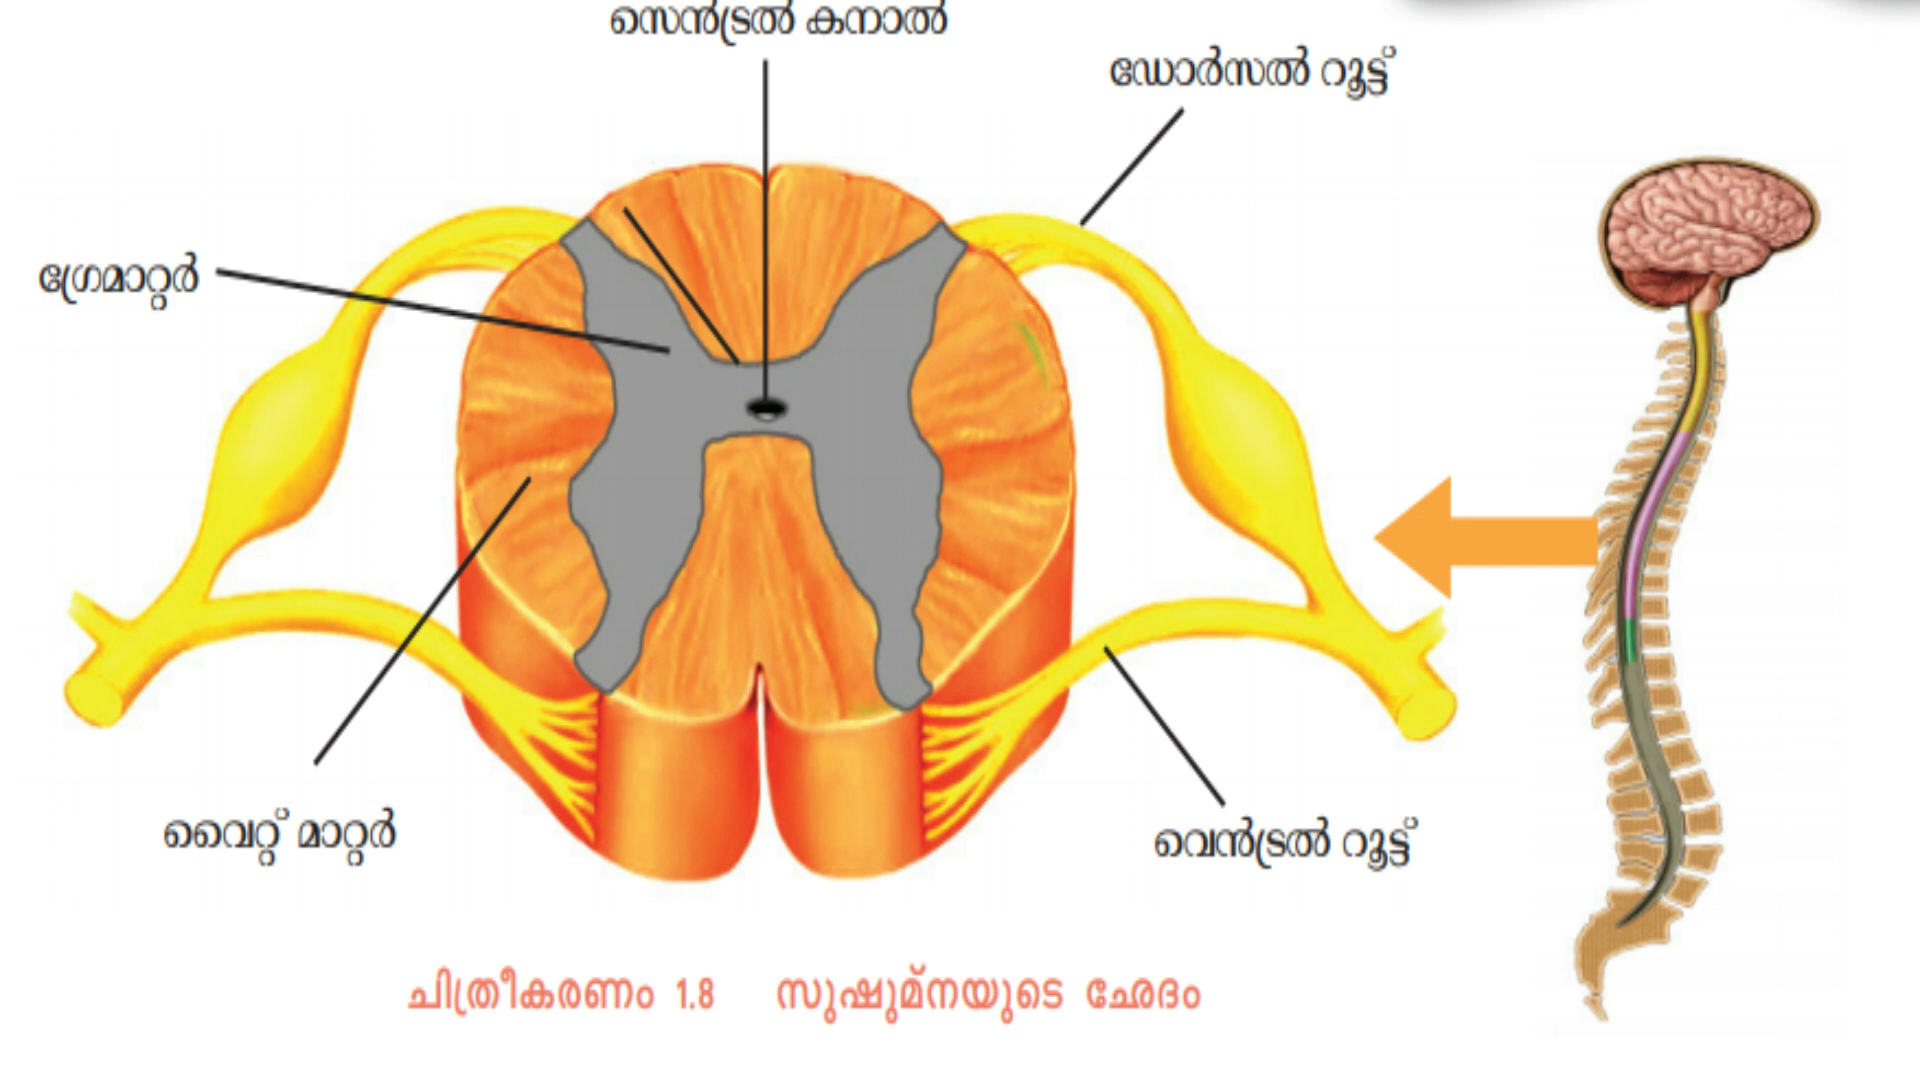 സെൻട്രൽ കനാൽ
ഡോർസൽ റൂട്ട്
ഗ്രേമാറ്റർ
വൈറ്റ് മാറ്റർ
വെൻട്രൽ റൂട്ട്
ചിത്രീകരണം 1.8 സുഷുമ്നയുടെ ഛേദം